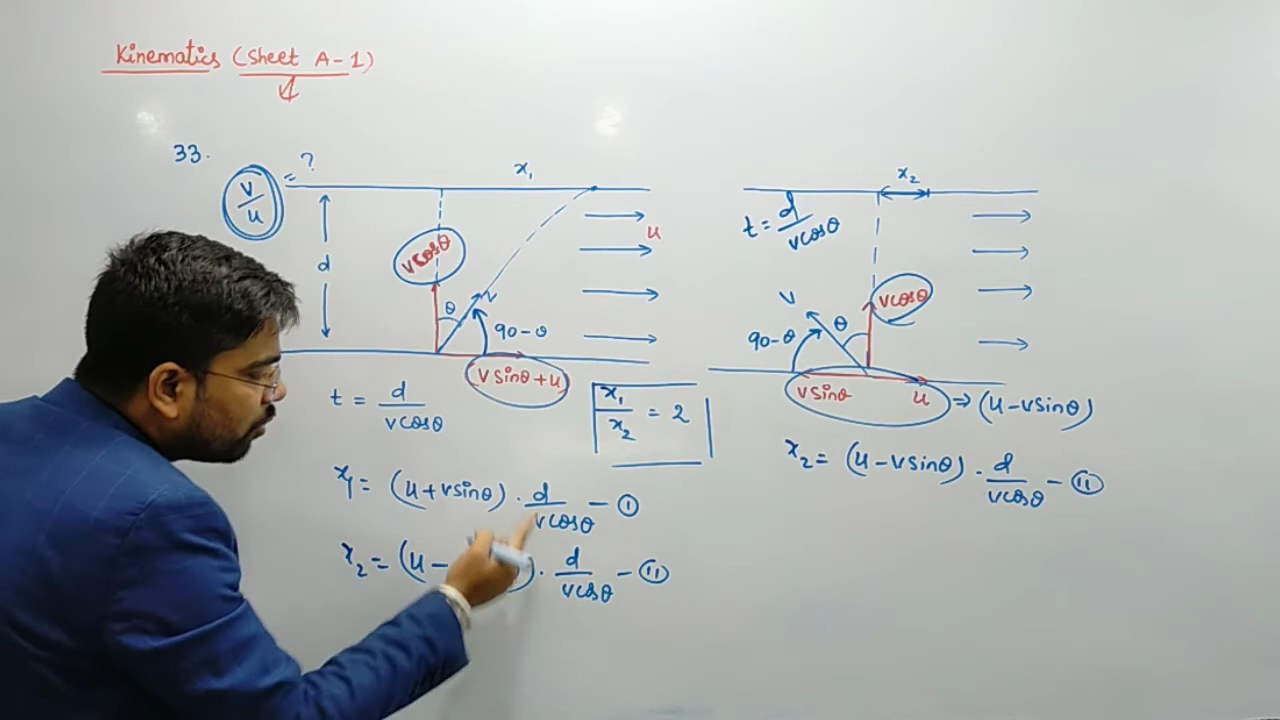 Kinematics (Sheet A-1)
33.
v/u = ?
x₁
d
vcosθ
θ
v
90-θ
u
vsinθ+u
t = d/vcosθ
x₁/x₂ = 2
x₁ = (u+vsinθ) · d/vcosθ - ①
x₂ = (u- ) · d/vcosθ - ⑪
x₂
t = d/vcosθ
v
vcosθ
90-θ
θ
vsinθ
u
⇒ (u-vsinθ)
x₂ = (u-vsinθ) · d/vcosθ - ⑪